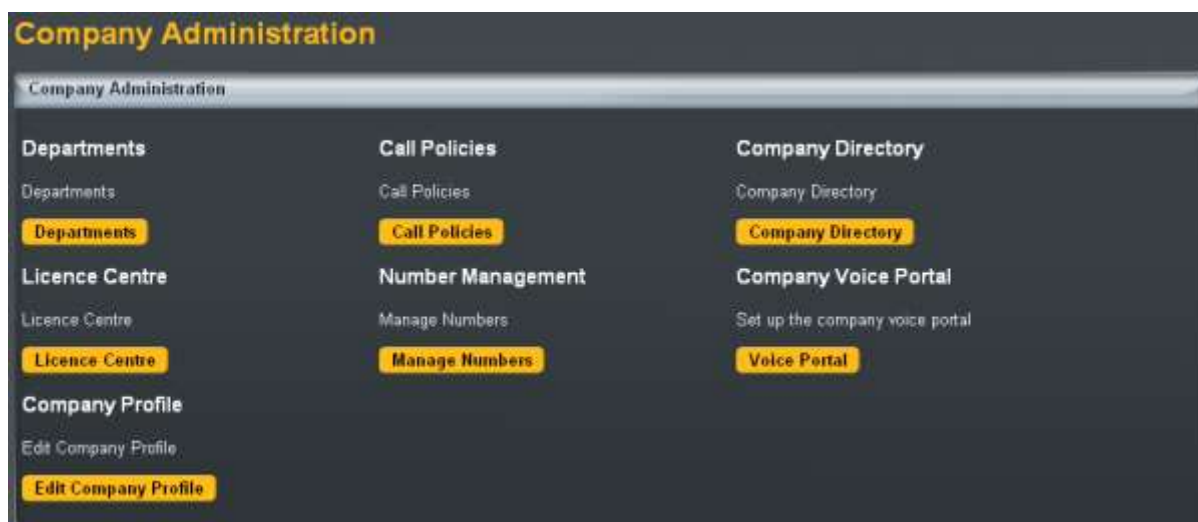 Company Administration
Company Administration
Departments
Departments
Departments
Call Policies
Call Policies
Call Policies
Company Directory
Company Directory
Company Directory
Licence Centre
Licence Centre
Licence Centre
Number Management
Manage Numbers
Manage Numbers
Company Voice Portal
Set up the company voice portal
Voice Portal
Company Profile
Edit Company Profile
Edit Company Profile